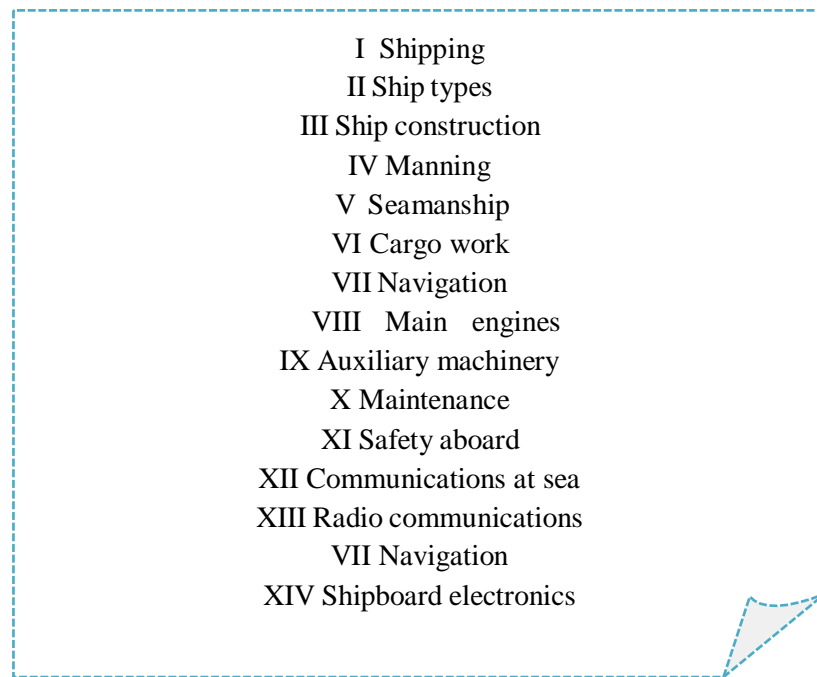 I Shipping
II Ship types
III Ship construction
IV Manning
V Seamanship
VI Cargo work
VII Navigation
VIII Main engines
IX Auxiliary machinery
X Maintenance
XI Safety aboard
XII Communications at sea
XIII Radio communications
VII Navigation
XIV Shipboard electronics